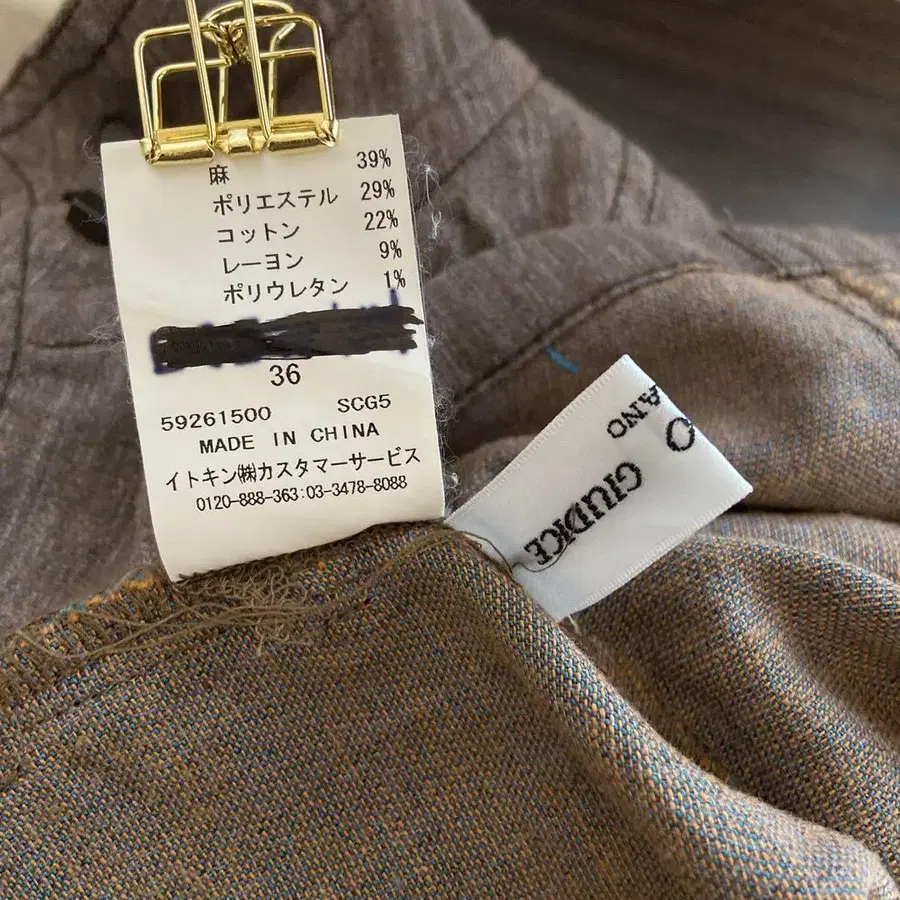 麻 39%
ポリエステル 29%
コットン 22%
レーヨン 9%
ポリウレタン 1%
36
59261500 SCG5
MADE IN CHINA
イトキン㈱カスタマーサービス
0120-888-363:03-3478-8088
GIUDICE
O
ANO